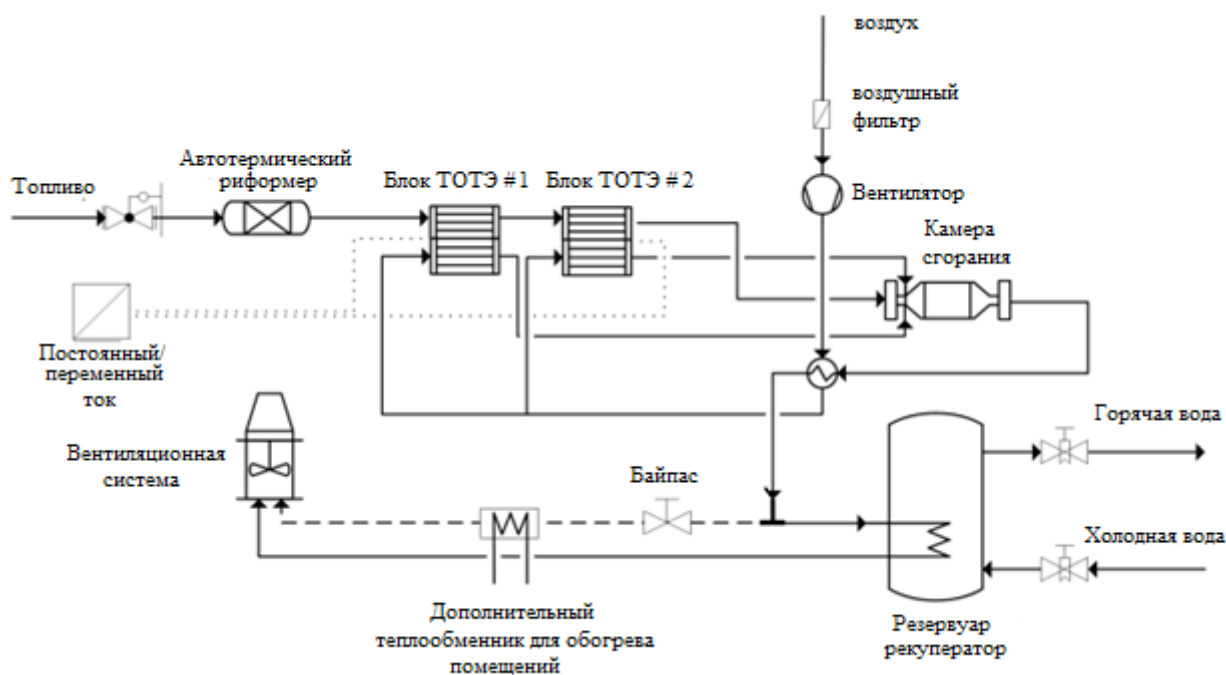 воздух
воздушный
фильтр
Автотермический
риформер
Блок ТОТЭ #1
Блок ТОТЭ #2
Топливо
Вентилятор
Камера
сгорания
Постоянный/
переменный
ток
Горячая вода
Вентиляционная
система
Байпас
Холодная вода
Дополнительный
теплообменник для обогрева
помещений
Резервуар
рекуператор